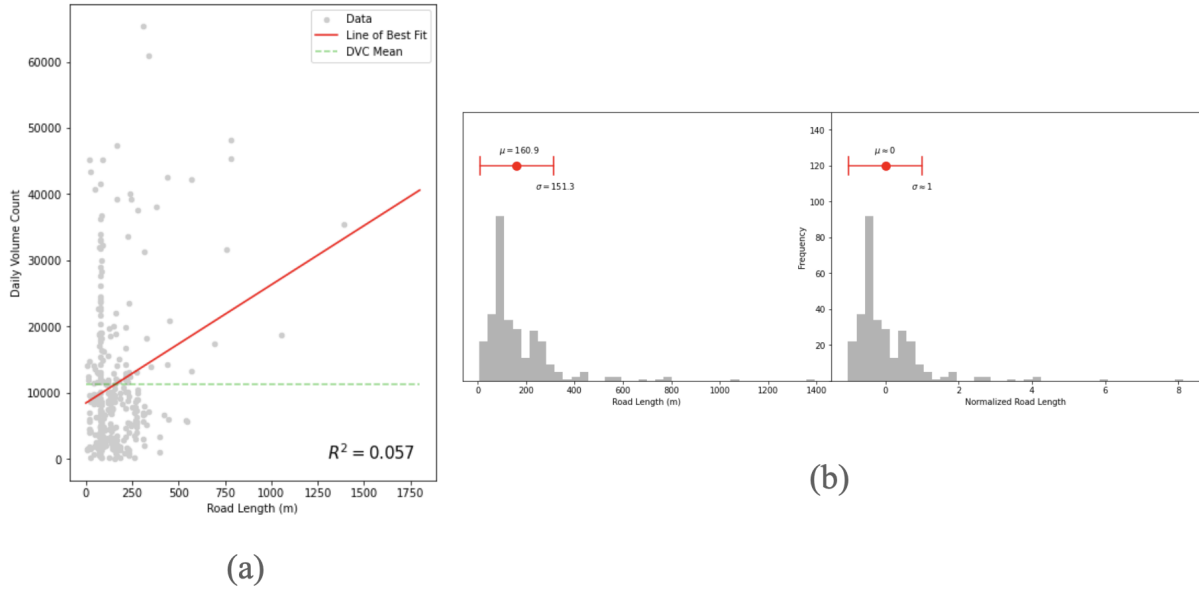 Data
Line of Best Fit
DVC Mean
60000
50000
40000
30000
20000
10000
0
Daily Volume Count
R² = 0.057
0 250 500 750 1000 1250 1500 1750
Road Length (m)
(a)
μ = 160.9
σ = 151.3
0 200 400 600 800 1000 1200 1400
Road Length (m)
140
120
100
80
60
40
20
Frequency
μ ≈ 0
σ ≈ 1
0 2 4 6 8
Normalized Road Length
(b)